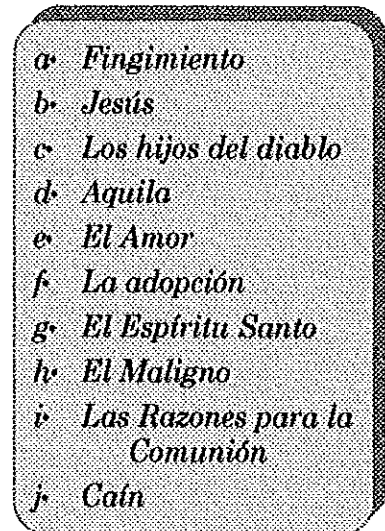 a• Fingimiento
b• Jesús
c• Los hijos del diablo
d• Aquila
e• El Amor
f• La adopción
g• El Espíritu Santo
h• El Maligno
i• Las Razones para la
Comunión
j• Caín